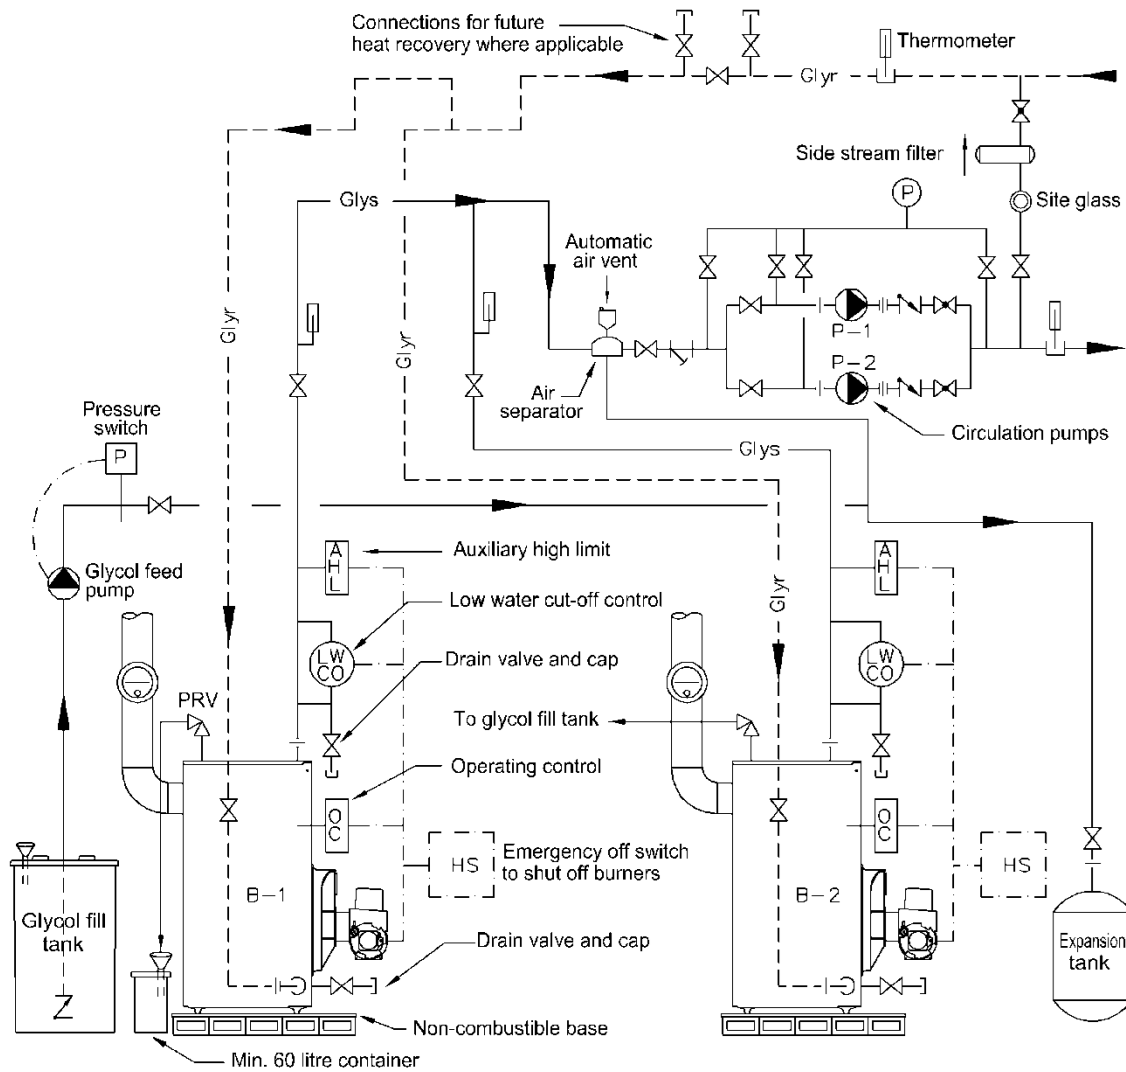 Connections for future
heat recovery where applicable
Thermometer
Glyr
Side stream filter
P
Site glass
Glys
Automatic
air vent
Glyr
Glyr
P-1
P-2
Air
separator
Circulation pumps
Pressure
switch
P
Glys
Glycol feed
pump
Auxiliary high limit
A
H
L
A
H
L
Glyr
Low water cut-off control
LW
CO
LW
CO
Drain valve and cap
PRV
To glycol fill tank
Operating control
O
C
O
C
HS
Emergency off switch
to shut off burners
HS
B-1
B-2
Glycol fill
tank
Drain valve and cap
Expansion
tank
Non-combustible base
Min. 60 litre container